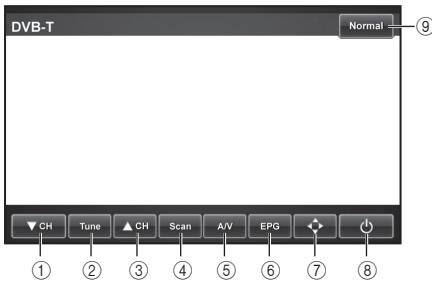 DVB-T
Normal ⑨
▼ CH Tune ▲ CH Scan A/V EPG
① ② ③ ④ ⑤ ⑥ ⑦ ⑧